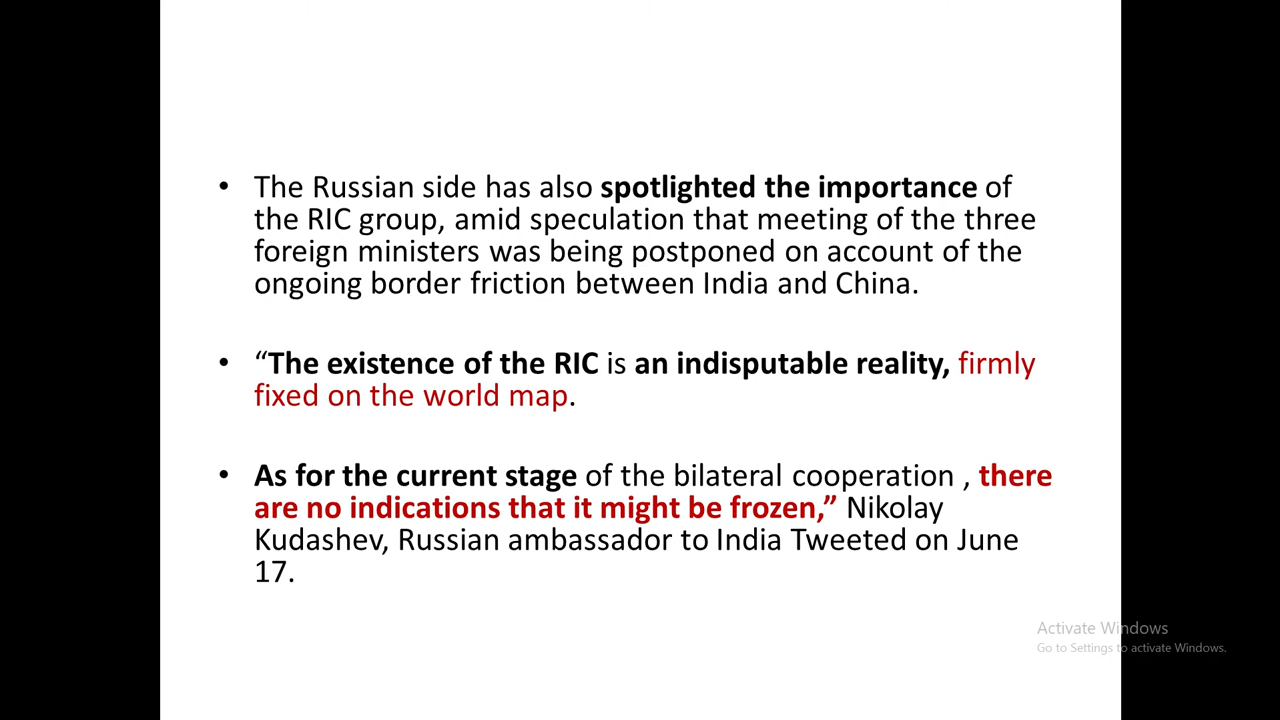 • The Russian side has also spotlighted the importance of
the RIC group, amid speculation that meeting of the three
foreign ministers was being postponed on account of the
ongoing border friction between India and China.
• “The existence of the RIC is an indisputable reality, firmly
fixed on the world map.
• As for the current stage of the bilateral cooperation , there
are no indications that it might be frozen,” Nikolay
Kudashev, Russian ambassador to India Tweeted on June
17.
Activate Windows
Go to Settings to activate Windows.